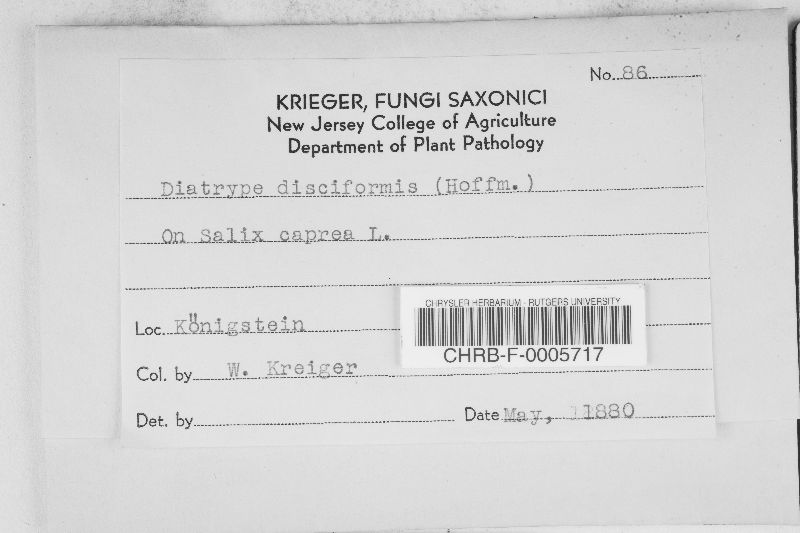 No. 86
KRIEGER, FUNGI SAXONICI
New Jersey College of Agriculture
Department of Plant Pathology
Diatrype disciformis (Hoffm.)
On Salix caprea L.
CHRYSLER HERBARIUM - RUTGERS UNIVERSITY
Loc. Königstein
CHRB-F-0005717
Col. by W. Kreiger
Det. by
Date May, 1880